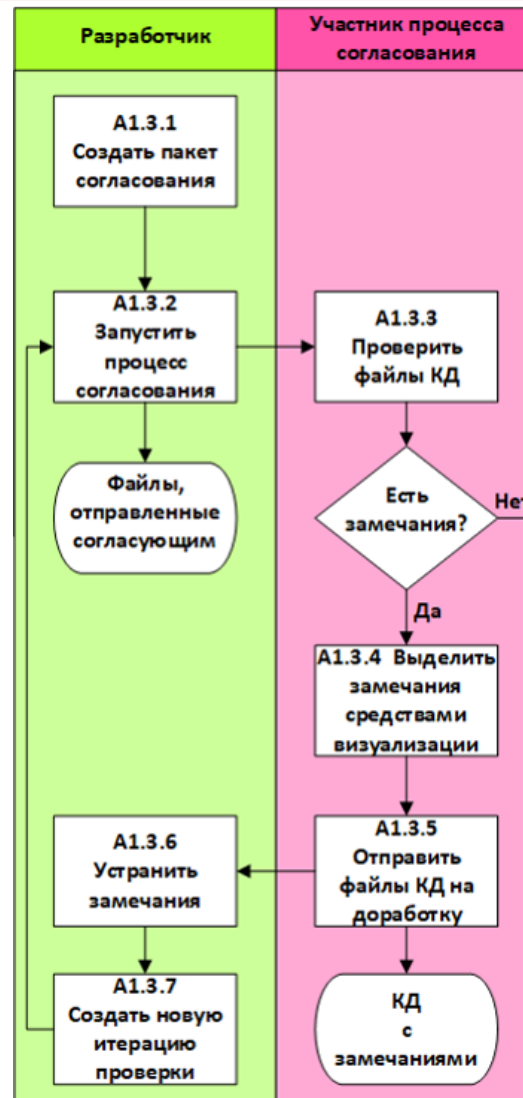 Разработчик
Участник процесса
согласования
А1.3.1
Создать пакет
согласования
А1.3.2
Запустить
процесс
согласования
А1.3.3
Проверить
файлы КД
Файлы,
отправленные
согласующим
Есть
замечания?
Нет
Да
А1.3.4 Выделить
замечания
средствами
визуализации
А1.3.5
Отправить
файлы КД на
доработку
А1.3.6
Устранить
замечания
А1.3.7
Создать новую
итерацию
проверки
КД
с
замечаниями